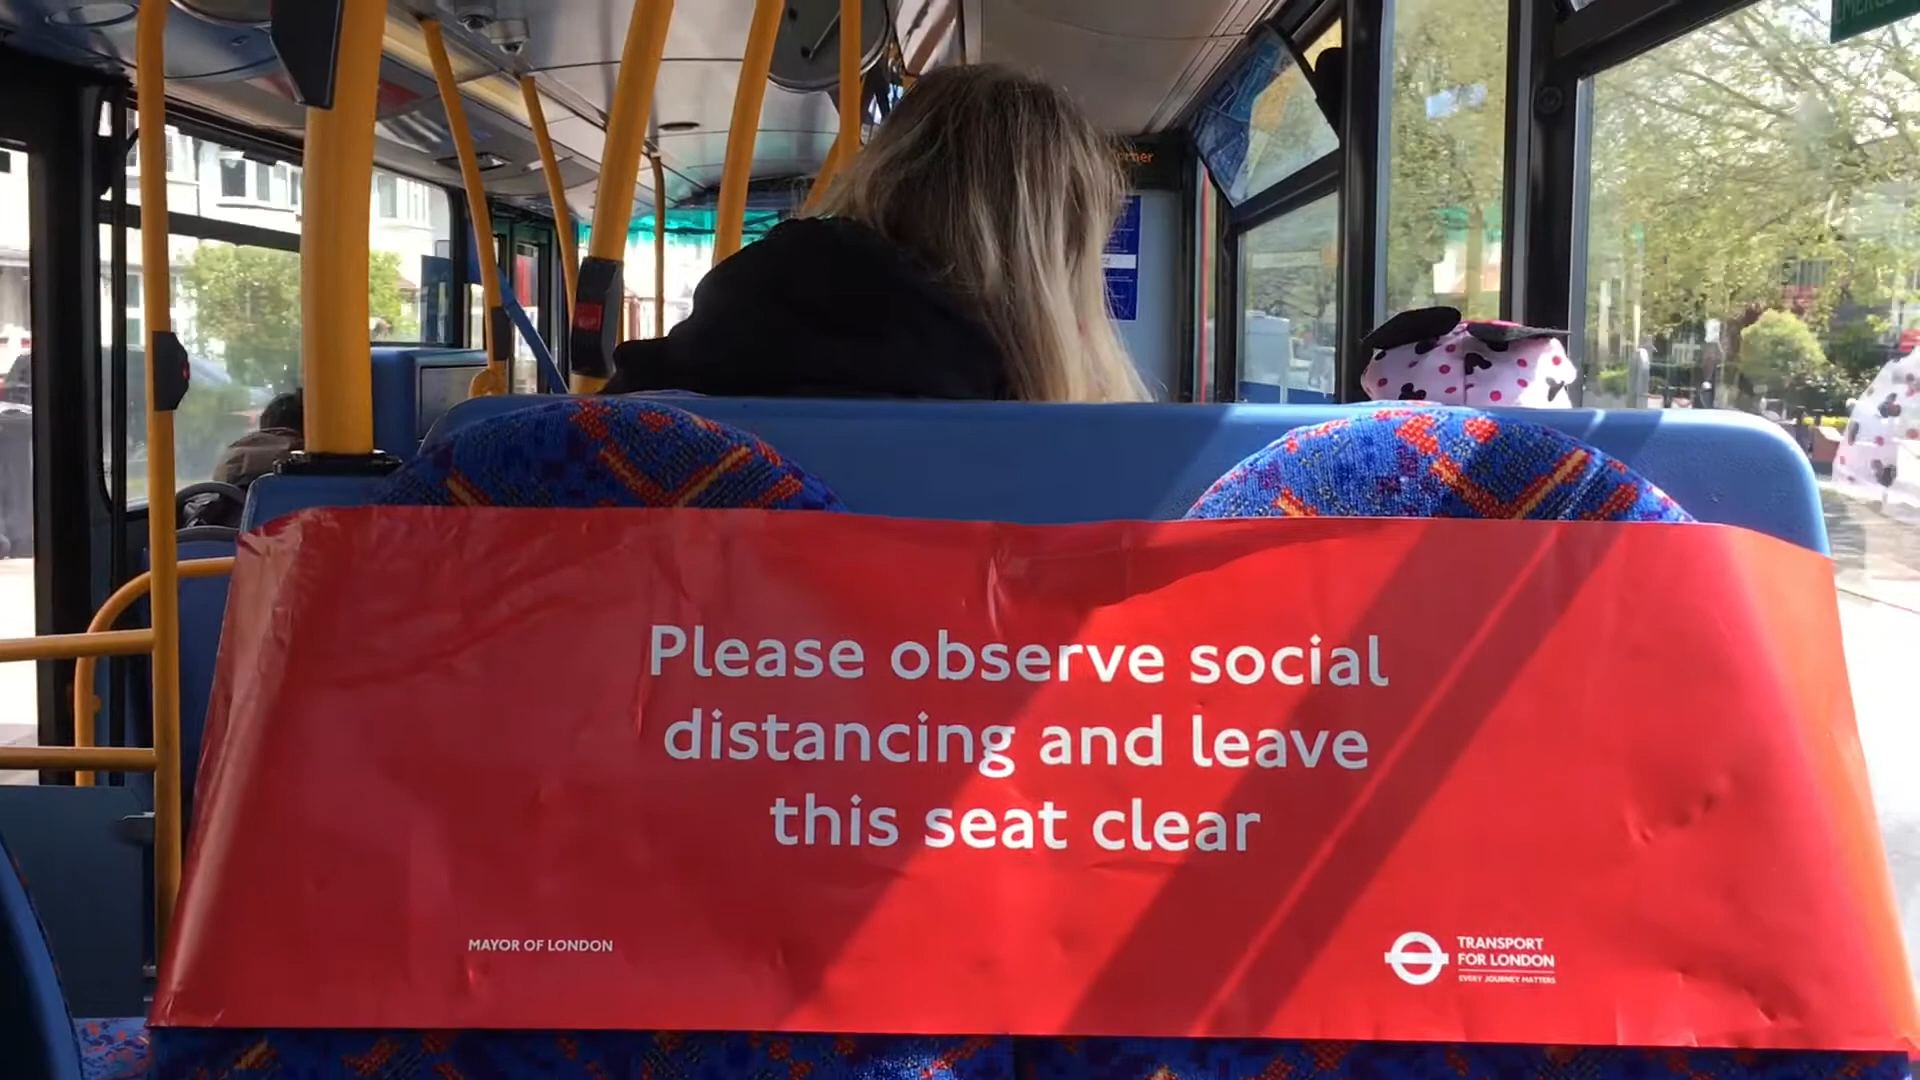 Please observe social
distancing and leave
this seat clear
MAYOR OF LONDON
TRANSPORT
FOR LONDON
EVERY JOURNEY MATTERS